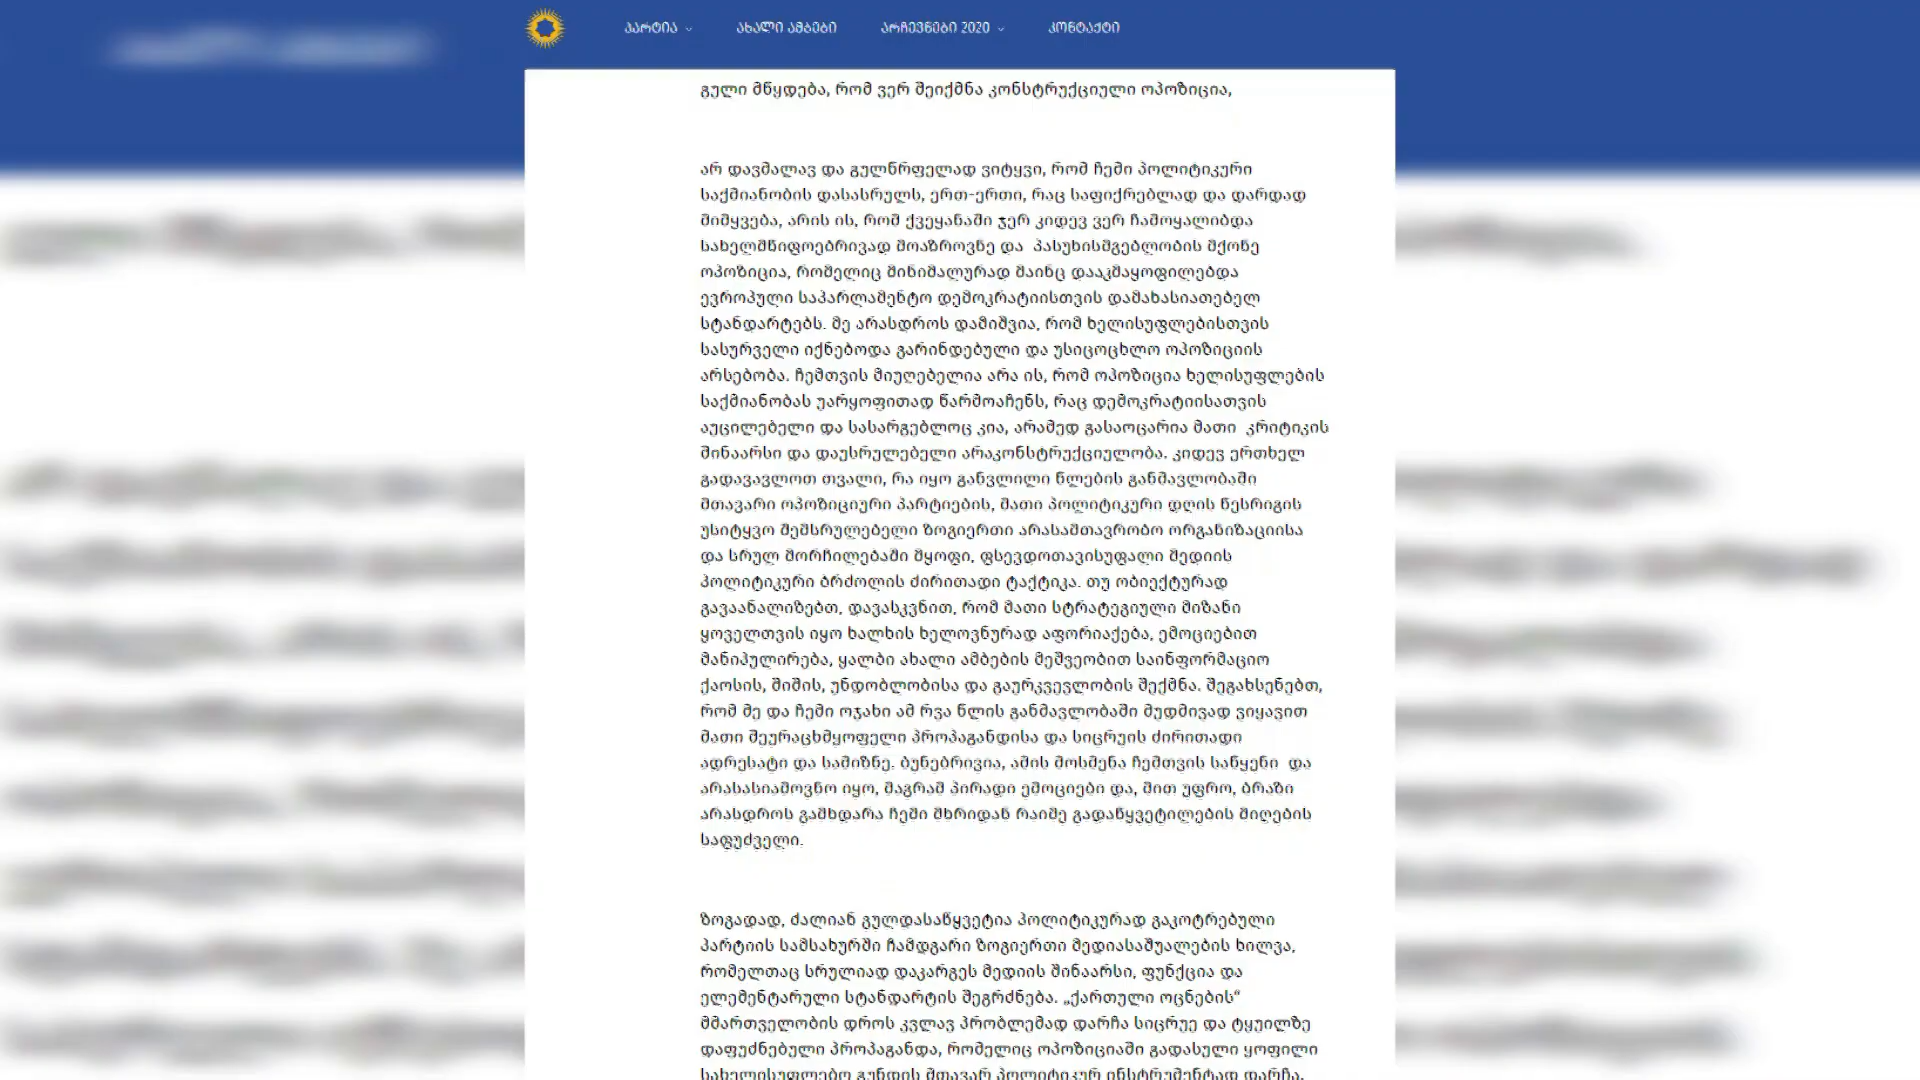 პარტია
ახალი ამბები
არჩევნები 2020
კონტაქტი
გული მწყდება, რომ ვერ შეიქმნა კონსტრუქციული ოპოზიცია,
არ დავმალავ და გულწრფელად ვიტყვი, რომ ჩემი პოლიტიკური
საქმიანობის დასასრულს, ერთ-ერთი, რაც საფიქრებლად და დარდად
მიმყვება, არის ის, რომ ქვეყანაში ჯერ კიდევ ვერ ჩამოყალიბდა
სახელმწიფოებრივად მოაზროვნე და პასუხისმგებლობის მქონე
ოპოზიცია, რომელიც მინიმალურად მაინც დააკმაყოფილებდა
ევროპული საპარლამენტო დემოკრატიისთვის დამახასიათებელ
სტანდარტებს. მე არასდროს დამიშვია, რომ ხელისუფლებისთვის
სასურველი იქნებოდა გარინდებული და უსიცოცხლო ოპოზიციის
არსებობა. ჩემთვის მიუღებელია არა ის, რომ ოპოზიცია ხელისუფლების
საქმიანობას უარყოფითად წარმოაჩენს, რაც დემოკრატიისათვის
აუცილებელი და სასარგებლოც კია, არამედ გასაოცარია მათი კრიტიკის
შინაარსი და დაუსრულებელი არაკონსტრუქციულობა. კიდევ ერთხელ
გადავავლოთ თვალი, რა იყო განვლილი წლების განმავლობაში
მთავარი ოპოზიციური პარტიების, მათი პოლიტიკური დღის წესრიგის
უსიტყვო შემსრულებელი ზოგიერთი არასამთავრობო ორგანიზაციისა
და სრულ მორჩილებაში მყოფი, ფსევდოთავისუფალი მედიის
პოლიტიკური ბრძოლის ძირითადი ტაქტიკა. თუ ობიექტურად
გავაანალიზებთ, დავასკვნით, რომ მათი სტრატეგიული მიზანი
ყოველთვის იყო ხალხის ხელოვნურად აფორიაქება, ემოციებით
მანიპულირება, ყალბი ახალი ამბების მეშვეობით საინფორმაციო
ქაოსის, შიშის, უნდობლობისა და გაურკვევლობის შექმნა. შეგახსენებთ,
რომ მე და ჩემი ოჯახი ამ რვა წლის განმავლობაში მუდმივად ვიყავით
მათი შეურაცხმყოფელი პროპაგანდისა და სიცრუის ძირითადი
ადრესატი და სამიზნე. ბუნებრივია, ამის მოსმენა ჩემთვის საწყენი და
არასასიამოვნო იყო, მაგრამ პირადი ემოციები და, მით უფრო, ბრაზი
არასდროს გამხდარა ჩემი მხრიდან რაიმე გადაწყვეტილების მიღების
საფუძველი.
ზოგადად, ძალიან გულდასაწყვეტია პოლიტიკურად გაკოტრებული
პარტიის სამსახურში ჩამდგარი ზოგიერთი მედიასაშუალების ხილვა,
რომელთაც სრულიად დაკარგეს მედიის შინაარსი, ფუნქცია და
ელემენტარული სტანდარტის შეგრძნება. „ქართული ოცნების“
მმართველობის დროს კვლავ პრობლემად დარჩა სიცრუე და ტყუილზე
დაფუძნებული პროპაგანდა, რომელიც ოპოზიციაში გადასული ყოფილი
სახელისუფლებო გუნდის მთავარ პოლიტიკურ ინსტრუმენტად დარჩა.